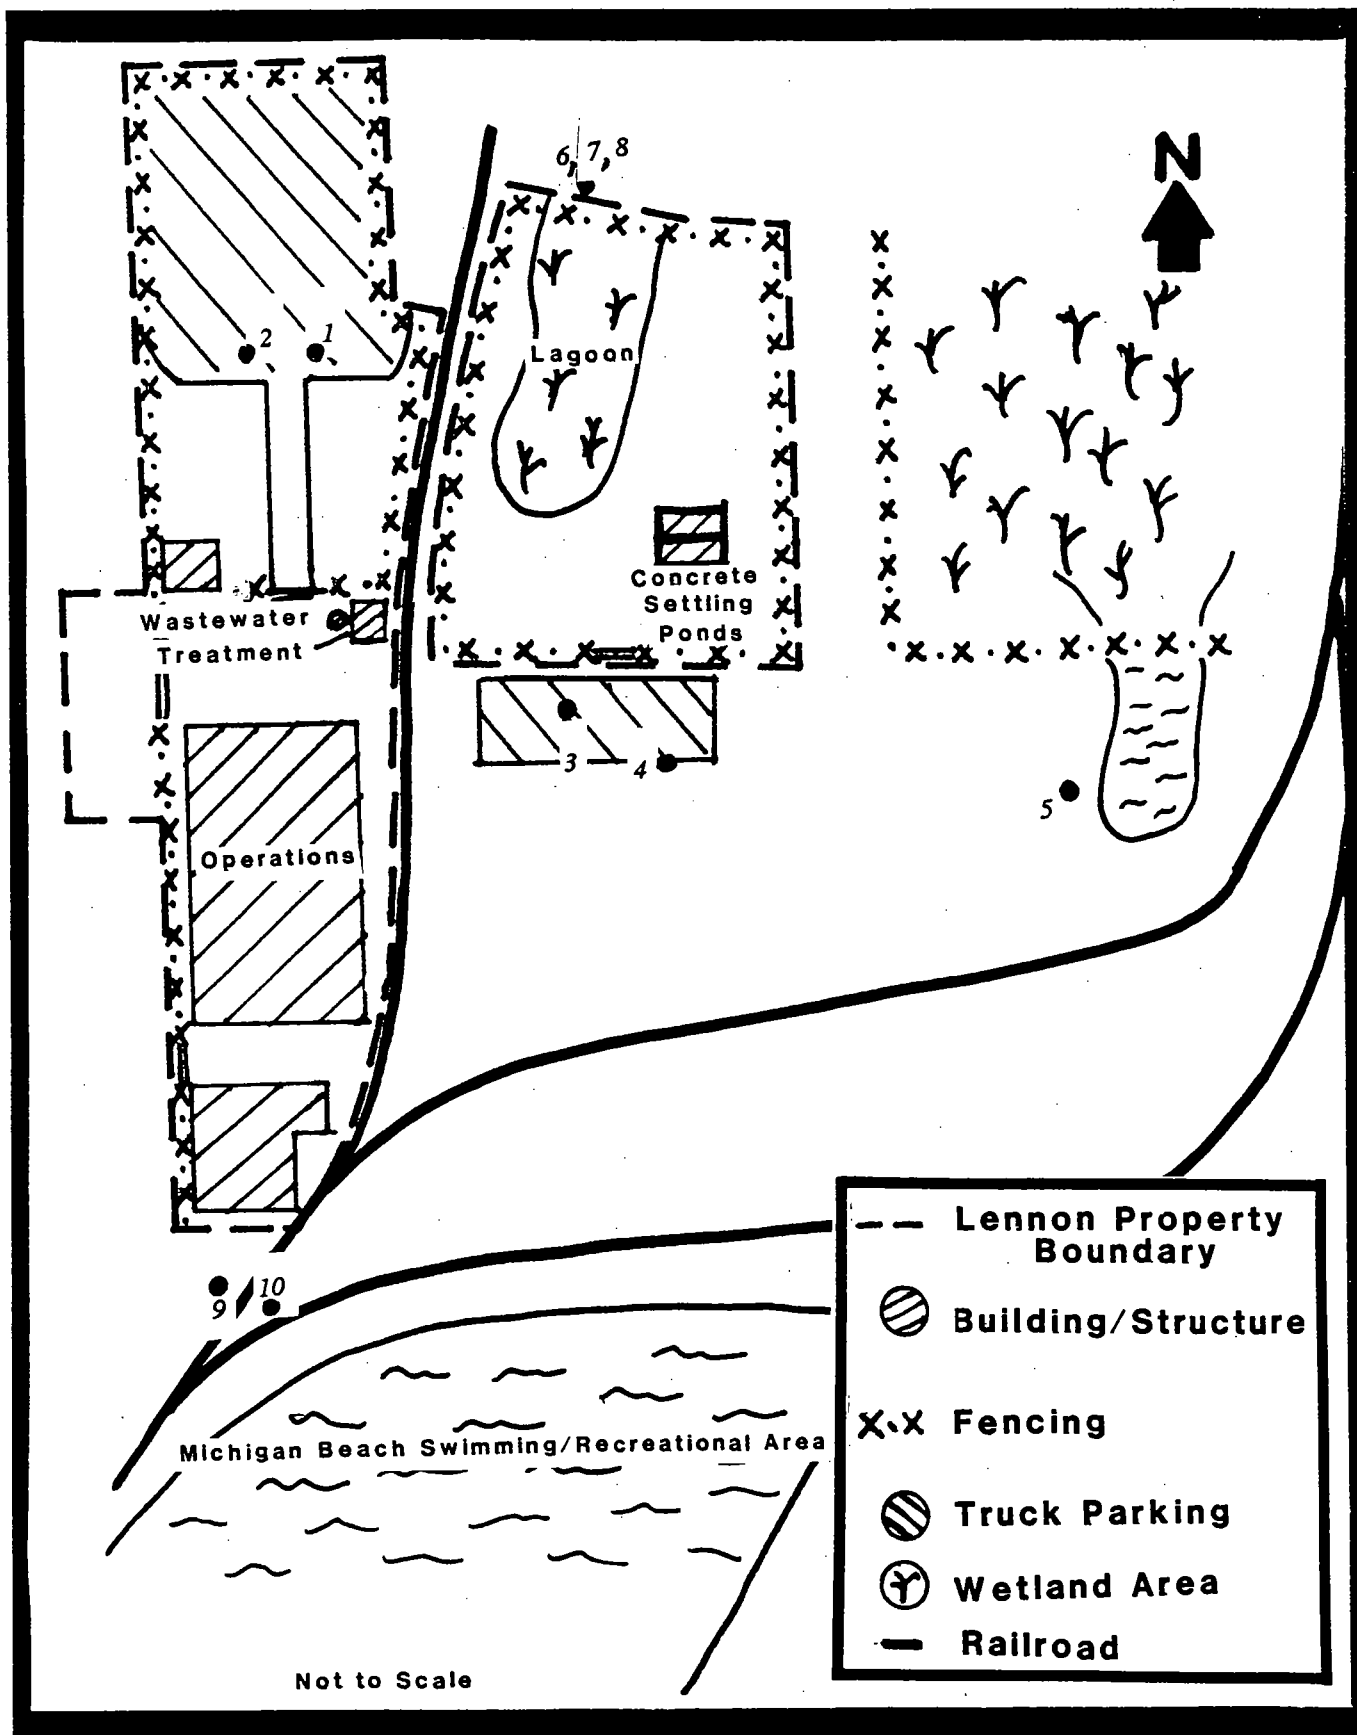 6, 7, 8
N
2 1
Lagoon
Concrete
Settling
Ponds
Wastewater
Treatment
3 4
5
Operations
9 10
Michigan Beach Swimming/Recreational Area
Not to Scale
Lennon Property
Boundary
Building/Structure
X·X Fencing
Truck Parking
Wetland Area
Railroad